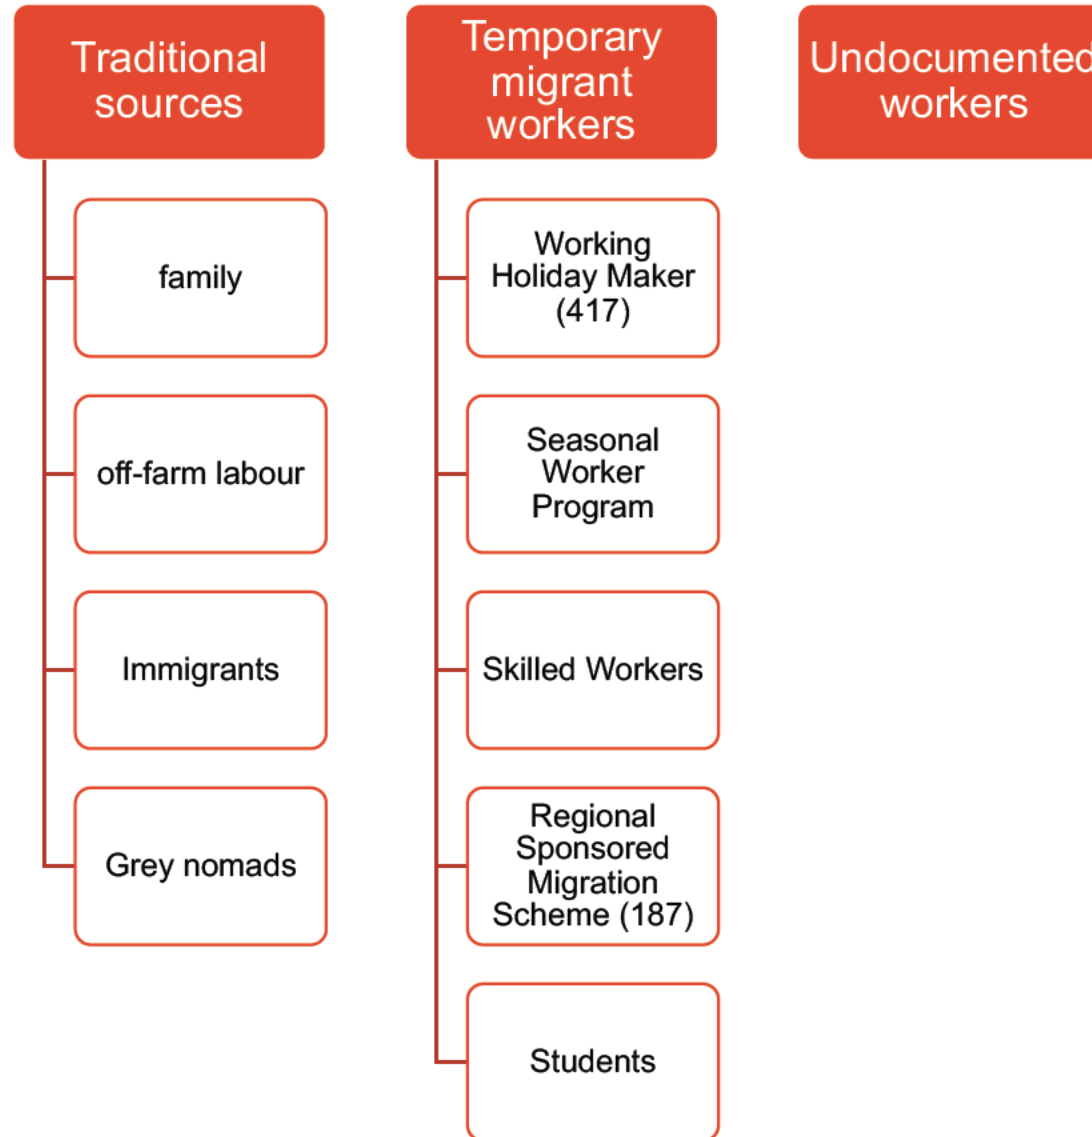 Traditional
sources
family
off-farm labour
Immigrants
Grey nomads
Temporary
migrant
workers
Working
Holiday Maker
(417)
Seasonal
Worker
Program
Skilled Workers
Regional
Sponsored
Migration
Scheme (187)
Students
Undocumented
workers